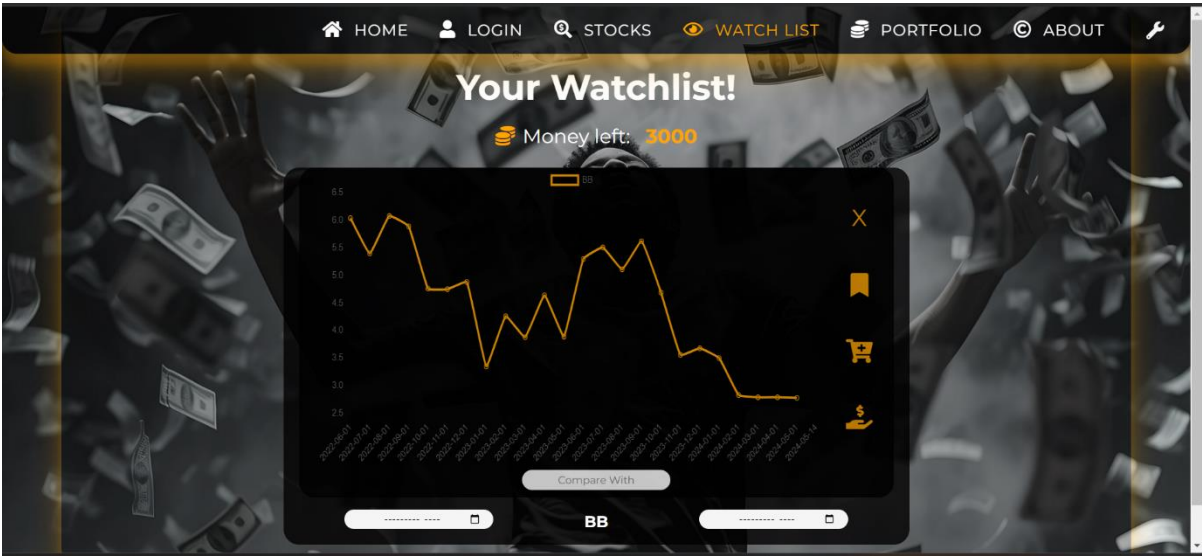 HOME LOGIN STOCKS WATCH LIST PORTFOLIO © ABOUT
Your Watchlist!
Money left: 3000
BB
6.5
6.0
5.5
5.0
4.5
4.0
3.5
3.0
2.5
X
2022-06-01 2022-07-01 2022-08-01 2022-09-01 2022-10-01 2022-11-01 2022-12-01 2023-01-01 2023-02-01 2023-03-01 2023-04-01 2023-05-01 2023-06-01 2023-07-01 2023-08-01 2023-09-01 2023-10-01 2023-11-01 2023-12-01 2024-01-01 2024-02-01 2024-03-01 2024-04-01 2024-05-01 2024-05-14
Compare With
--------- ---- BB --------- ----